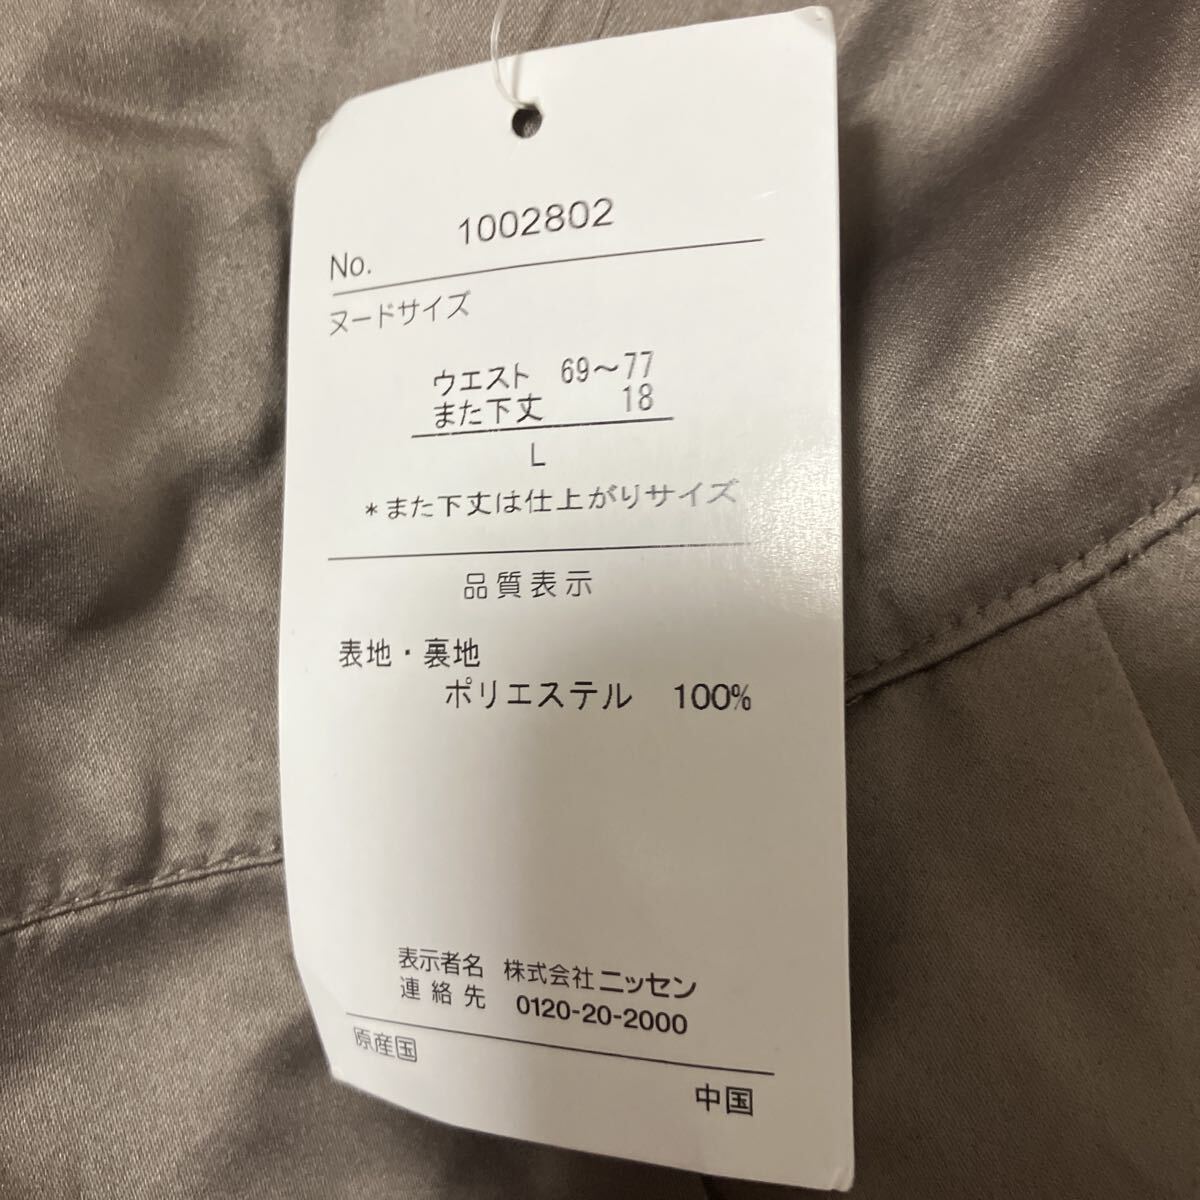 No. 1002802
ヌードサイズ
ウエスト 69〜77
また下丈 18
L
*また下丈は仕上がりサイズ
品質表示
表地・裏地
ポリエステル 100%
表示者名 株式会社ニッセン
連絡先 0120-20-2000
原産国
中国